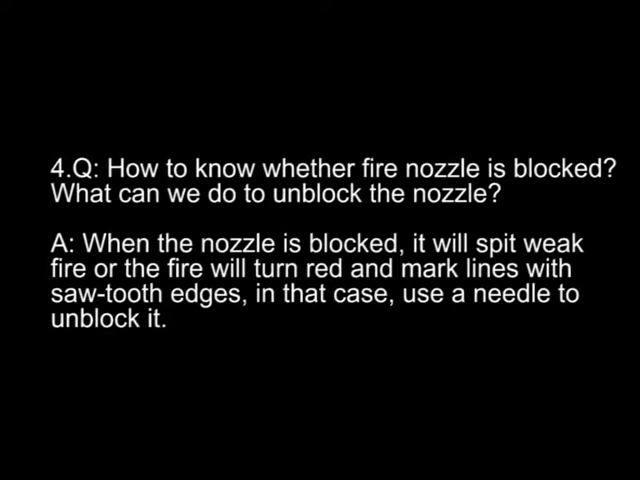 4.Q: How to know whether fire nozzle is blocked?
What can we do to unblock the nozzle?
A: When the nozzle is blocked, it will spit weak
fire or the fire will turn red and mark lines with
saw-tooth edges, in that case, use a needle to
unblock it.